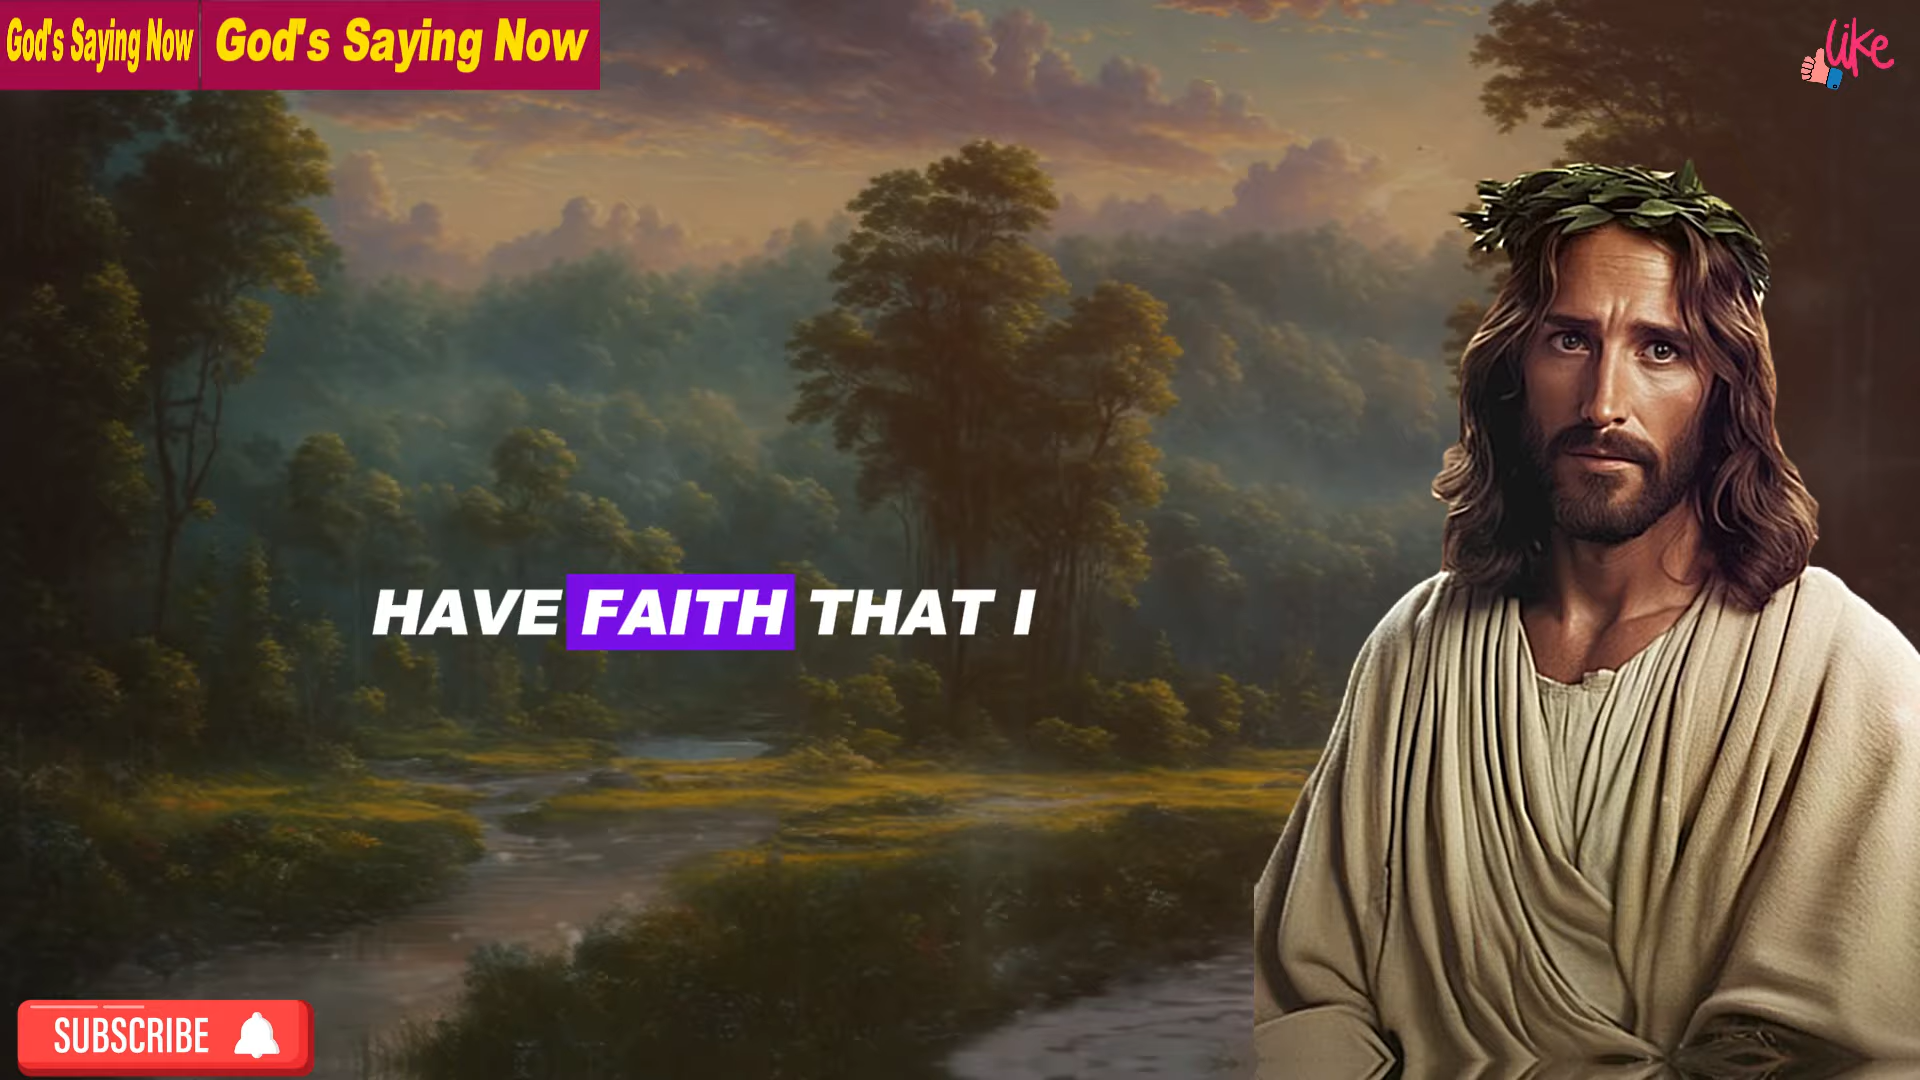 God's Saying Now
God's Saying Now
like
HAVE FAITH THAT I
SUBSCRIBE